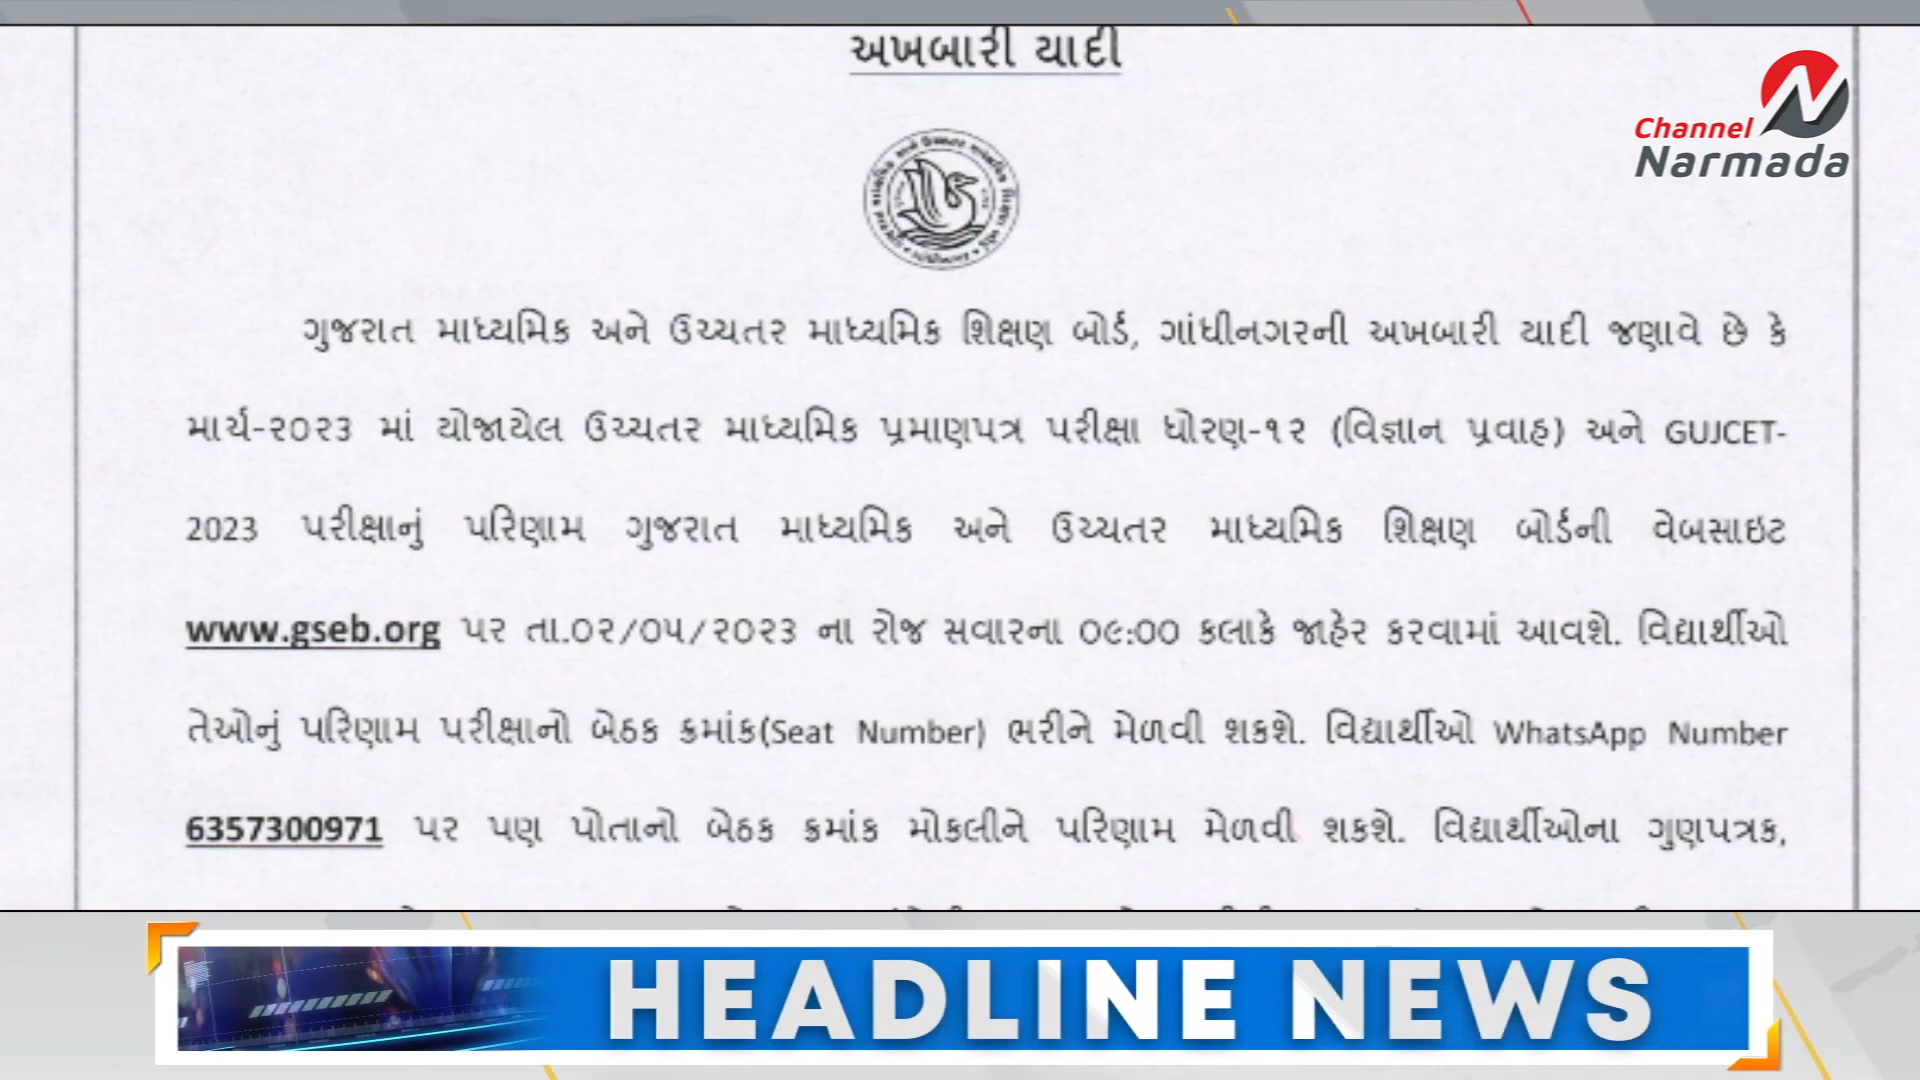 અખબારી યાદી
Channel
Narmada
ગુજરાત માધ્યમિક અને ઉચ્ચતર માધ્યમિક શિક્ષણ બોર્ડ, ગાંધીનગરની અખબારી યાદી જણાવે છે કે
માર્ચ-૨૦૨૩ માં યોજાયેલ ઉચ્ચતર માધ્યમિક પ્રમાણપત્ર પરીક્ષા ધોરણ-૧૨ (વિજ્ઞાન પ્રવાહ) અને GUJCET-
2023 પરીક્ષાનું પરિણામ ગુજરાત માધ્યમિક અને ઉચ્ચતર માધ્યમિક શિક્ષણ બોર્ડની વેબસાઇટ
www.gseb.org પર તા.૦૨/૦૫/૨૦૨૩ ના રોજ સવારના ૦૯:૦૦ કલાકે જાહેર કરવામાં આવશે. વિદ્યાર્થીઓ
તેઓનું પરિણામ પરીક્ષાનો બેઠક ક્રમાંક(Seat Number) ભરીને મેળવી શકશે. વિદ્યાર્થીઓ WhatsApp Number
6357300971 પર પણ પોતાનો બેઠક ક્રમાંક મોકલીને પરિણામ મેળવી શકશે. વિદ્યાર્થીઓના ગુણપત્રક,
HEADLINE NEWS